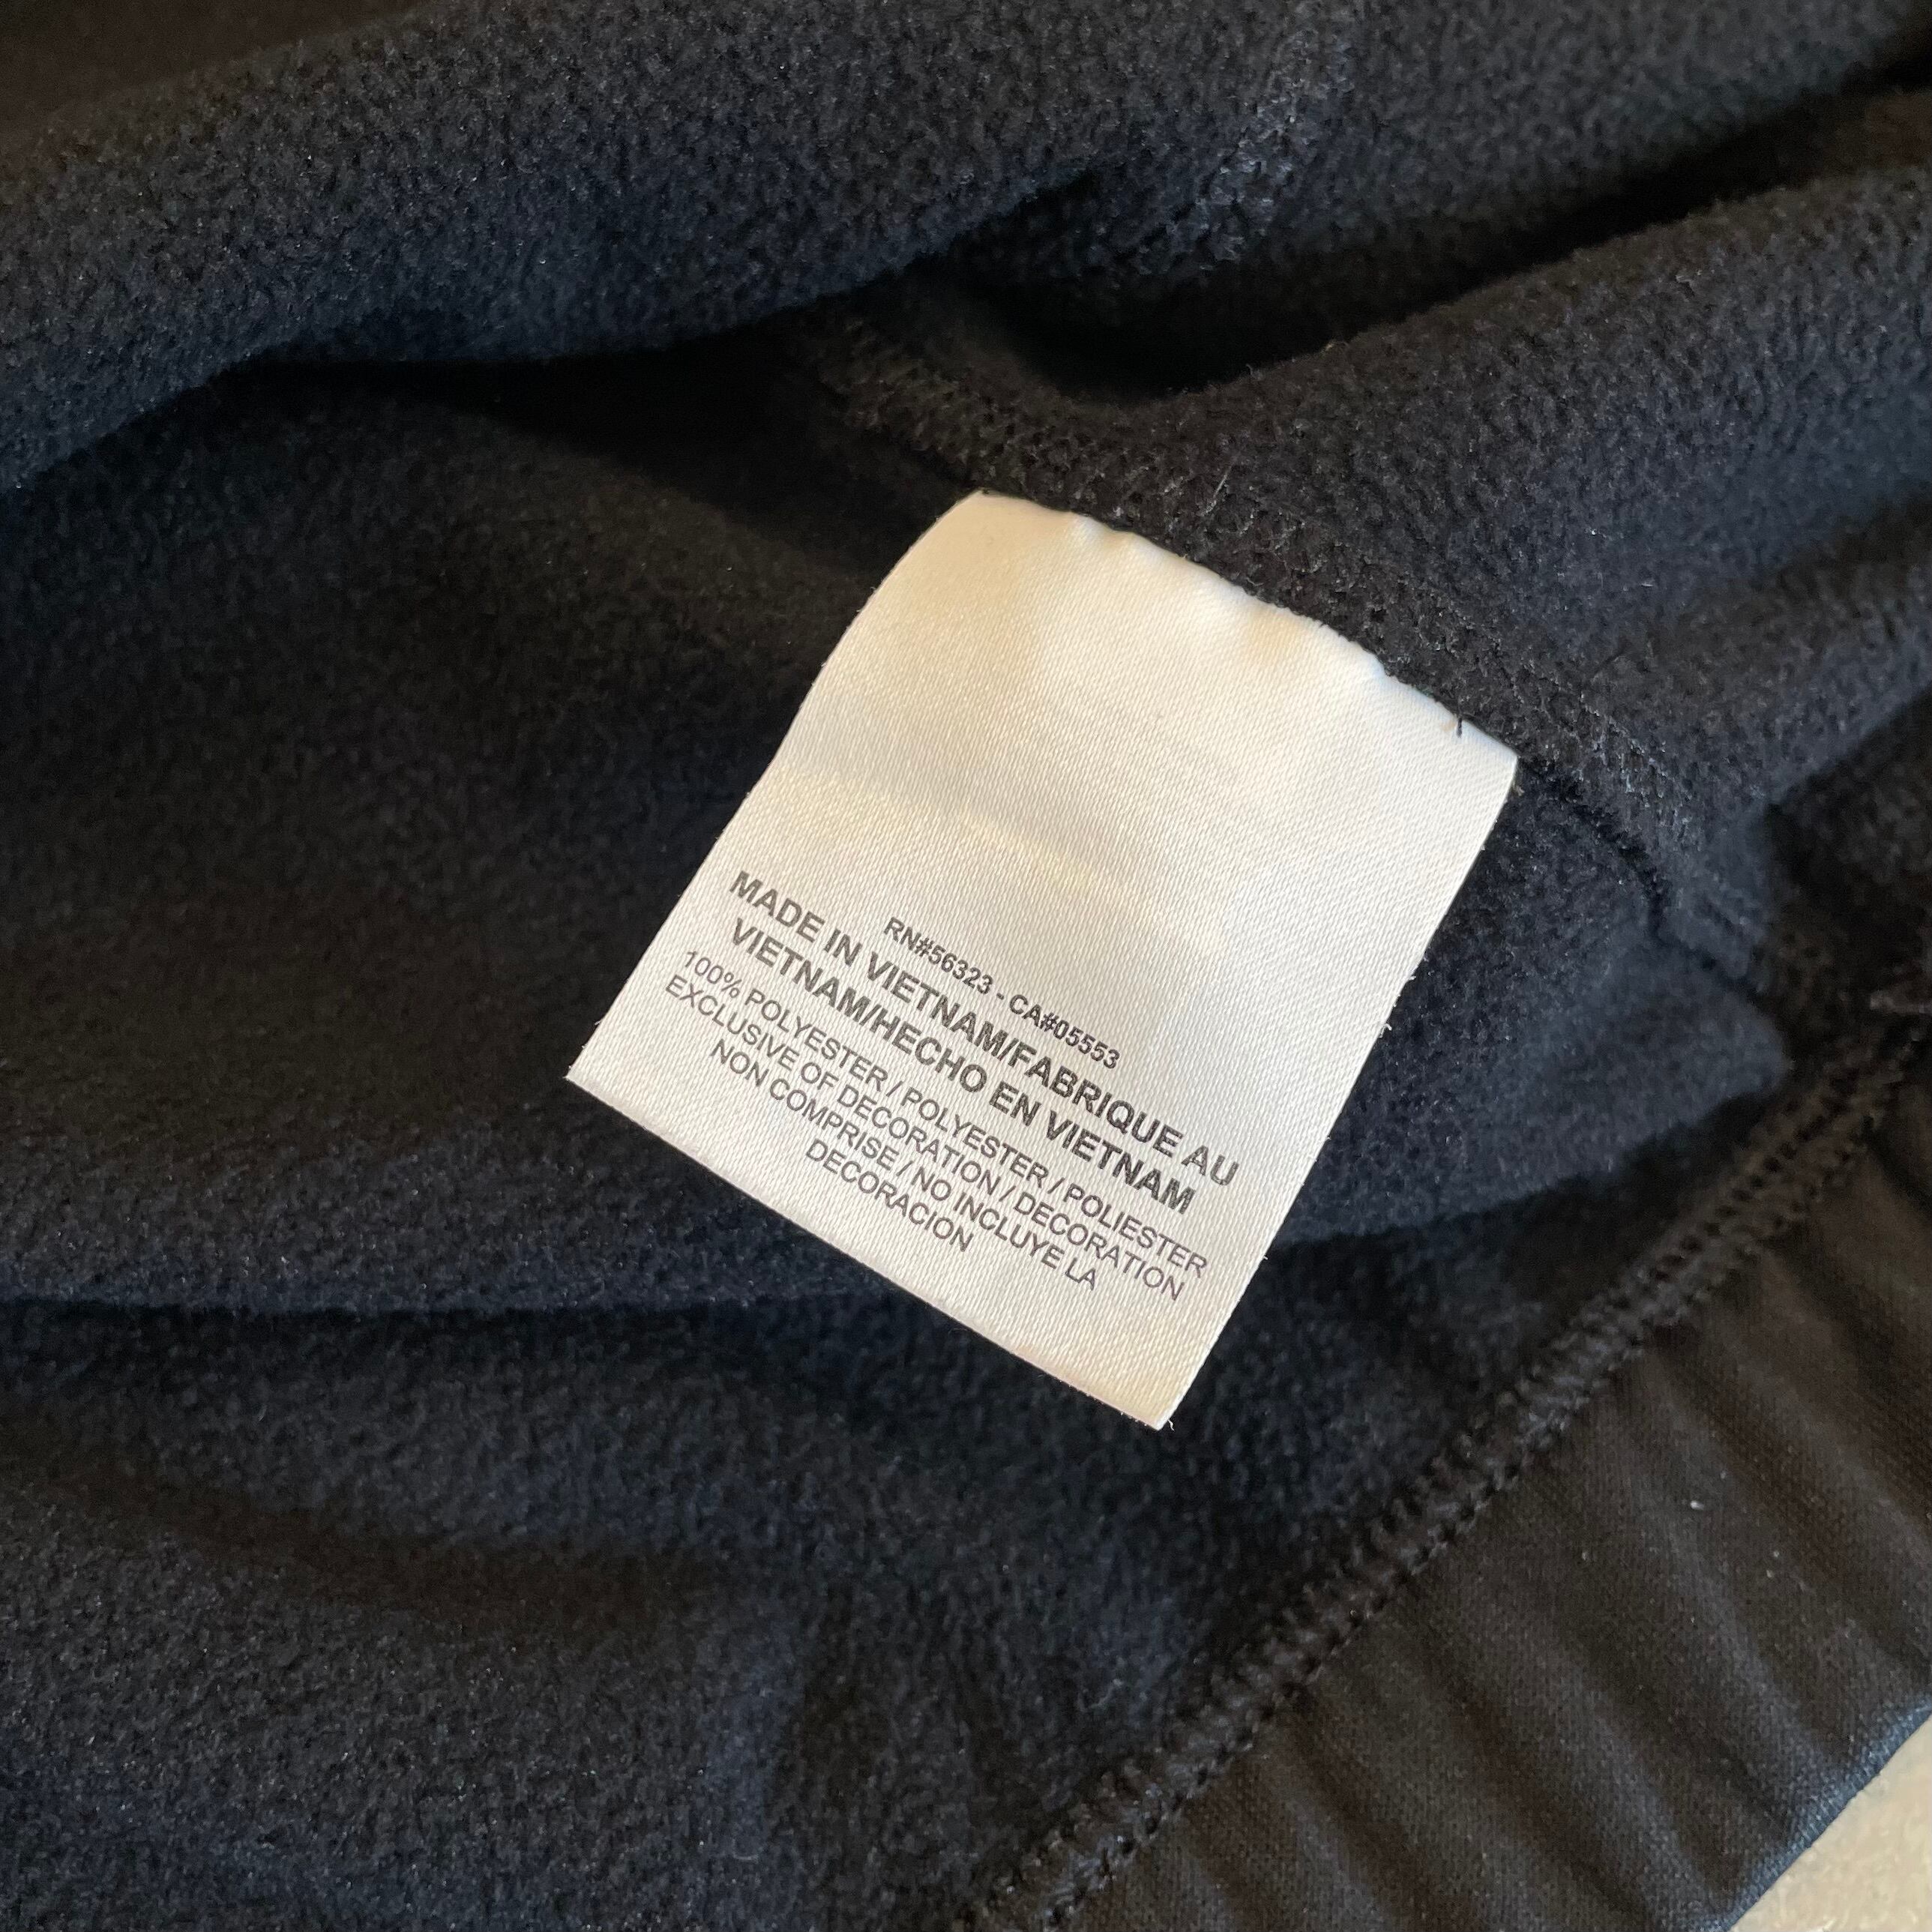 RN#56323 - CA#05553
MADE IN VIETNAM/FABRIQUE AU
VIETNAM/HECHO EN VIETNAM
100% POLYESTER / POLYESTER / POLIESTER
EXCLUSIVE OF DECORATION / DECORATION
NON COMPRISE / NO INCLUYE LA
DECORACION